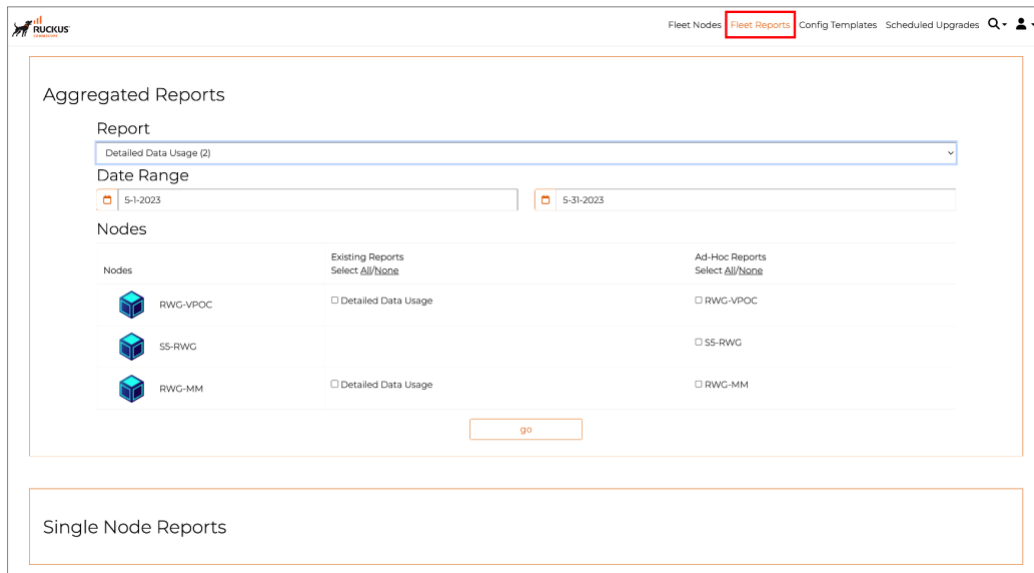 RUCKUS
COMMSCOPE
Fleet Nodes Fleet Reports Config Templates Scheduled Upgrades
Aggregated Reports
Report
Detailed Data Usage (2)
Date Range
5-1-2023 5-31-2023
Nodes
Nodes Existing Reports Ad-Hoc Reports
Select All/None Select All/None
RWG-VPOC Detailed Data Usage RWG-VPOC
S5-RWG S5-RWG
RWG-MM Detailed Data Usage RWG-MM
go
Single Node Reports